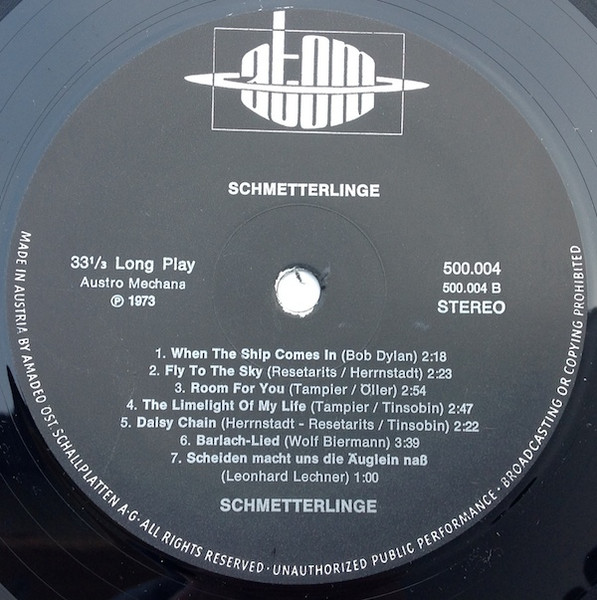 atom
SCHMETTERLINGE
33⅓ Long Play
Austro Mechana
℗ 1973
500.004
500.004 B
STEREO
1. When The Ship Comes In (Bob Dylan) 2:18
2. Fly To The Sky (Resetarits / Herrnstadt) 2:23
3. Room For You (Tampier / Öller) 2:54
4. The Limelight Of My Life (Tampier / Tinsobin) 2:47
5. Daisy Chain (Herrnstadt - Resetarits / Tinsobin) 2:22
6. Barlach-Lied (Wolf Biermann) 3:39
7. Scheiden macht uns die Äuglein naß
(Leonhard Lechner) 1:00
SCHMETTERLINGE
MADE IN AUSTRIA BY AMADEO ÖST. SCHALLPLATTEN A·G · ALL RIGHTS RESERVED · UNAUTHORIZED PUBLIC PERFORMANCE · BROADCASTING OR COPYING PROHIBITED